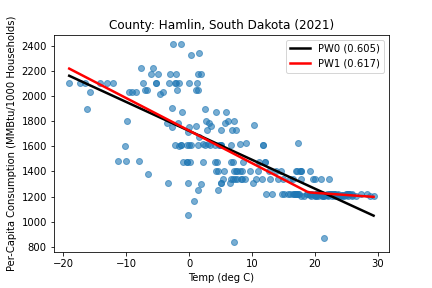 County: Hamlin, South Dakota (2021)
Per-Capita Consumption (MMBtu/1000 Households)
2400
2200
2000
1800
1600
1400
1200
1000
800
PW0 (0.605)
PW1 (0.617)
−20 −10 0 10 20 30
Temp (deg C)